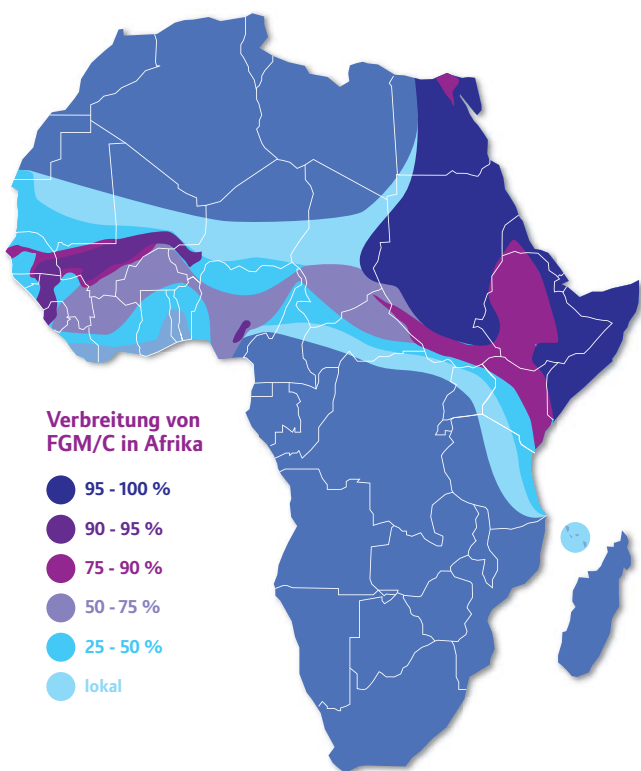 Verbreitung von
FGM/C in Afrika
95 - 100 %
90 - 95 %
75 - 90 %
50 - 75 %
25 - 50 %
lokal